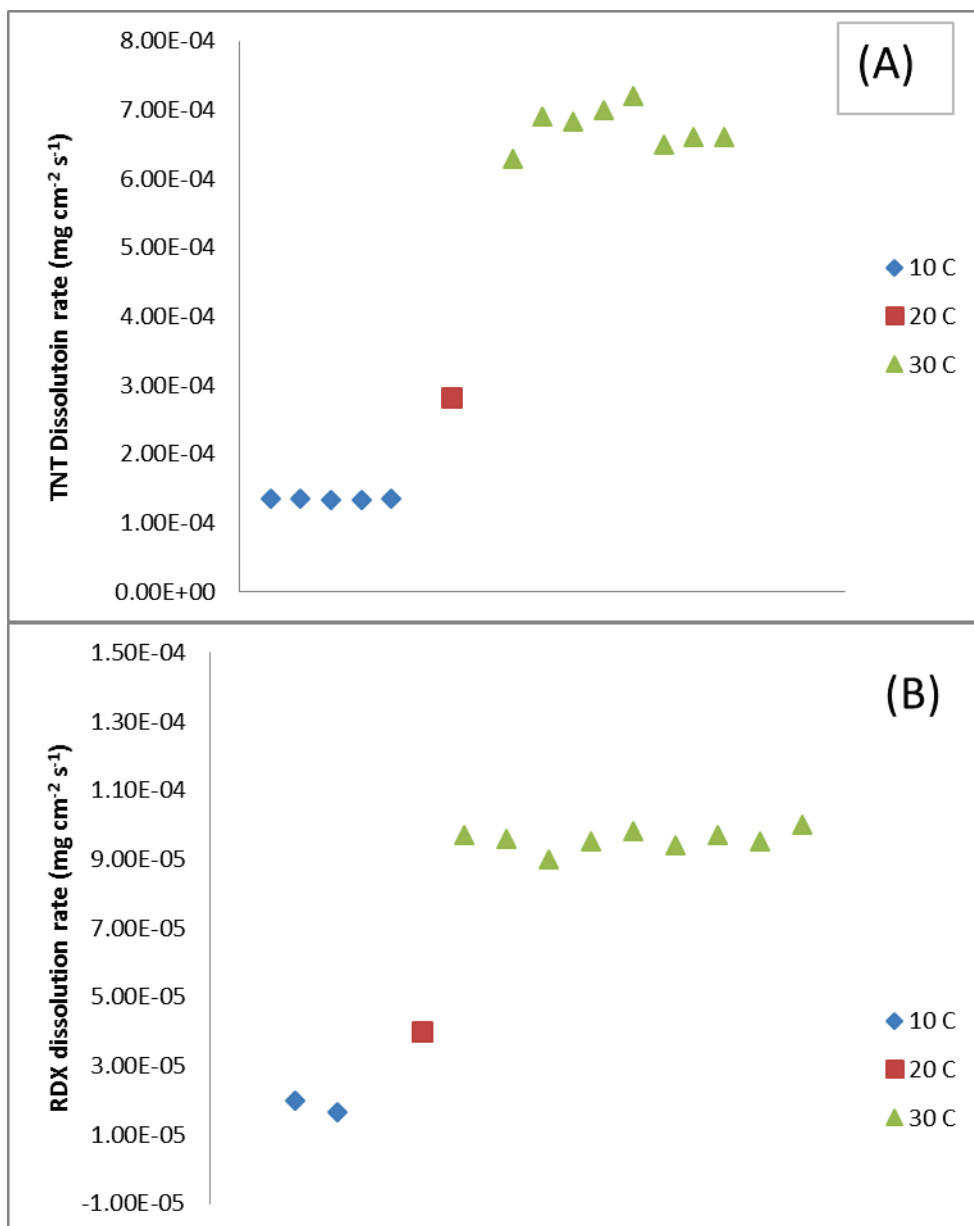 (A)
TNT Dissolutoin rate (mg cm-2 s-1)
8.00E-04
7.00E-04
6.00E-04
5.00E-04
4.00E-04
3.00E-04
2.00E-04
1.00E-04
0.00E+00
10 C
20 C
30 C
(B)
RDX dissolution rate (mg cm-2 s-1)
1.50E-04
1.30E-04
1.10E-04
9.00E-05
7.00E-05
5.00E-05
3.00E-05
1.00E-05
-1.00E-05
10 C
20 C
30 C